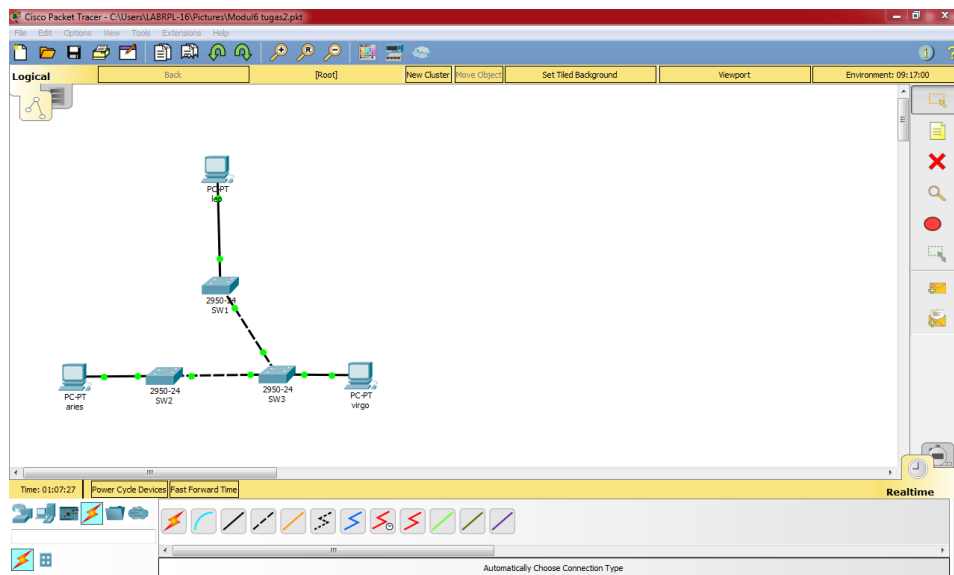 Cisco Packet Tracer - C:\Users\LABRPL-16\Pictures\Modul6 tugas2.pkt
File Edit Options View Tools Extensions Help
Logical Back [Root] New Cluster Move Object Set Tiled Background Viewport Environment: 09:17:00
PC-PT
leo
2950-24
SW1
PC-PT
aries
2950-24
SW2
2950-24
SW3
PC-PT
virgo
Time: 01:07:27 Power Cycle Devices Fast Forward Time Realtime
Automatically Choose Connection Type